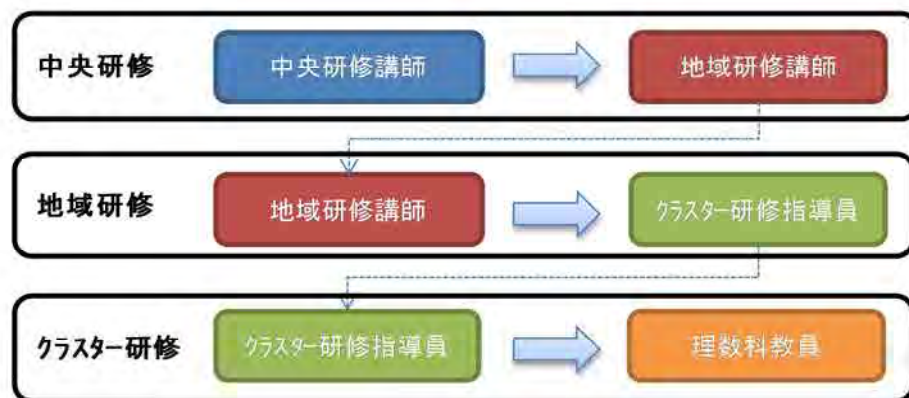 中央研修
中央研修講師
地域研修講師
地域研修
地域研修講師
クラスター研修指導員
クラスター研修
クラスター研修指導員
理数科教員